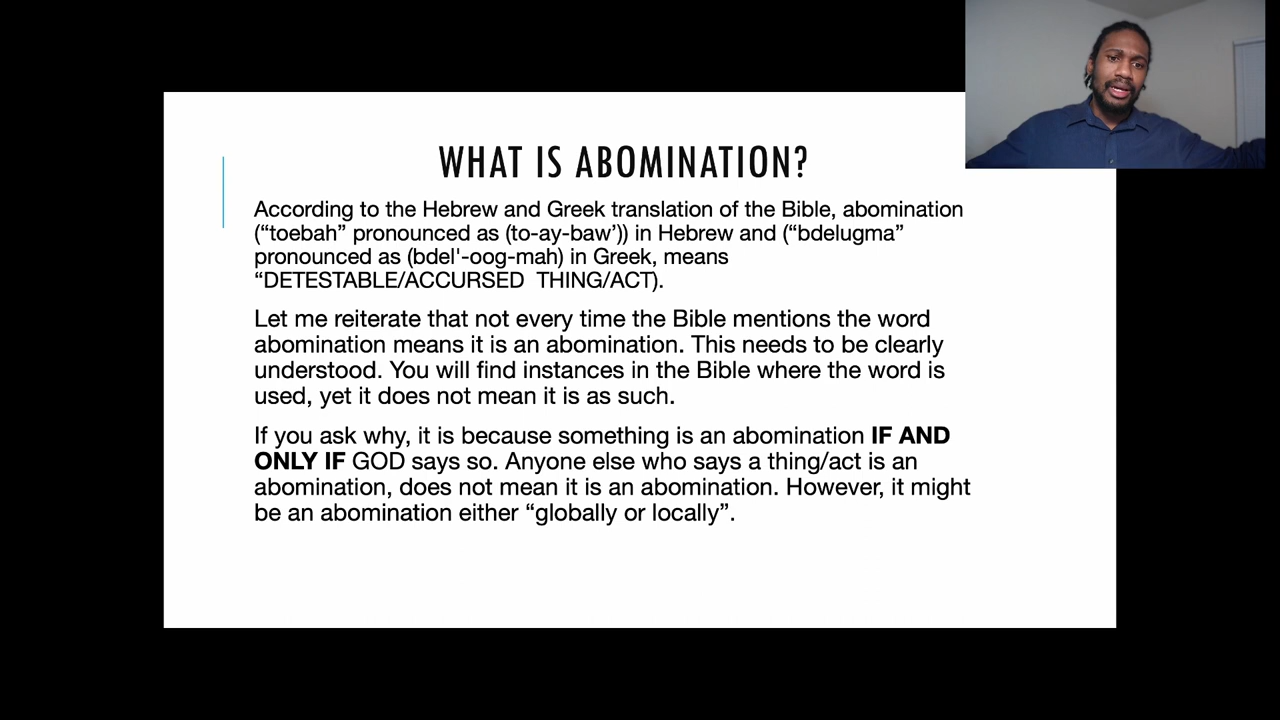 WHAT IS ABOMINATION?
According to the Hebrew and Greek translation of the Bible, abomination
(“toebah” pronounced as (to-ay-baw’)) in Hebrew and (“bdelugma”
pronounced as (bdel'-oog-mah) in Greek, means
“DETESTABLE/ACCURSED  THING/ACT).
Let me reiterate that not every time the Bible mentions the word
abomination means it is an abomination. This needs to be clearly
understood. You will find instances in the Bible where the word is
used, yet it does not mean it is as such.
If you ask why, it is because something is an abomination IF AND
ONLY IF GOD says so. Anyone else who says a thing/act is an
abomination, does not mean it is an abomination. However, it might
be an abomination either “globally or locally”.